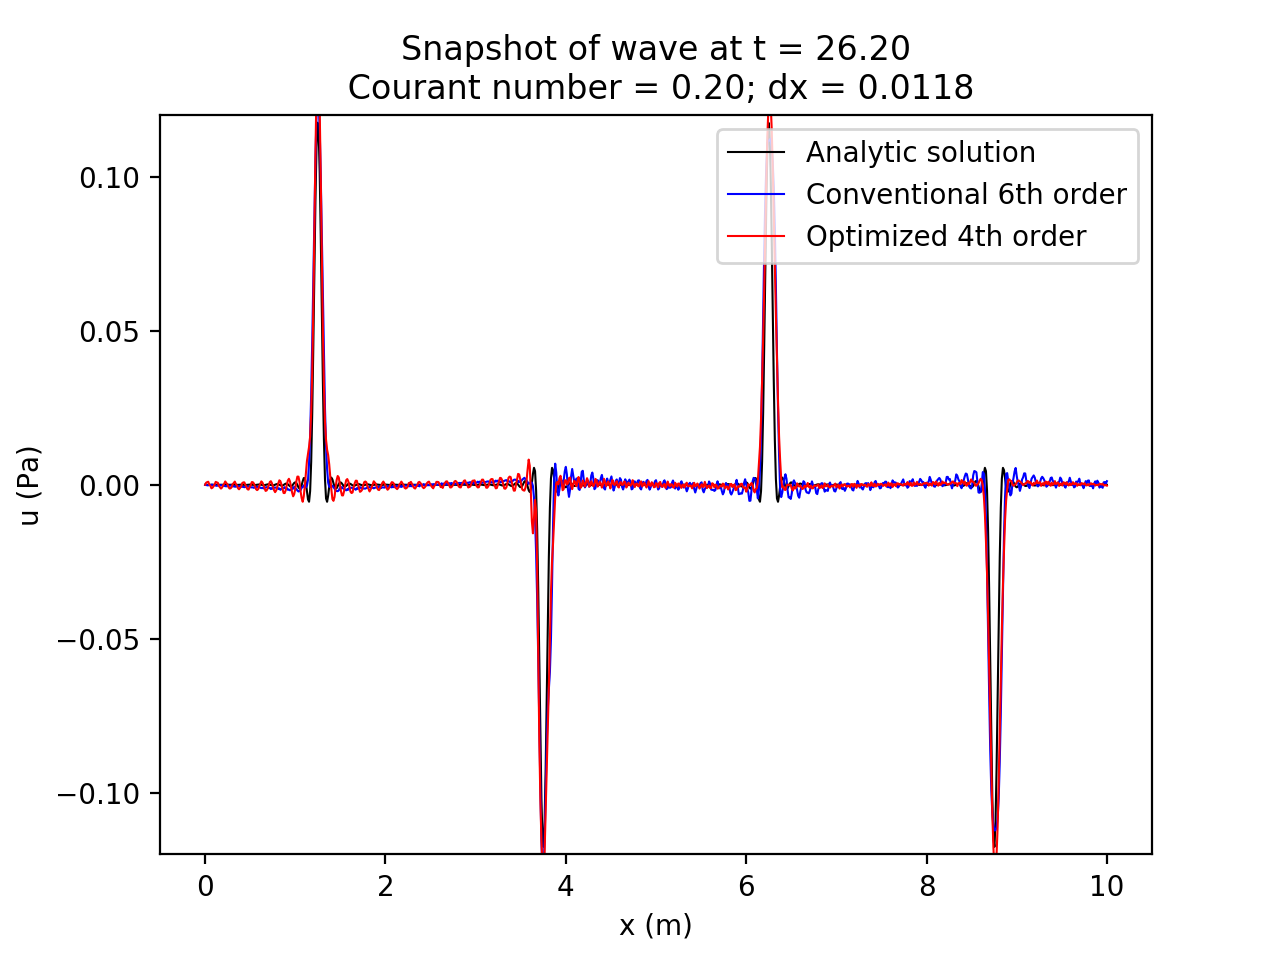 Snapshot of wave at t = 26.20
Courant number = 0.20; dx = 0.0118
Analytic solution
Conventional 6th order
Optimized 4th order
u (Pa)
0.10
0.05
0.00
−0.05
−0.10
0 2 4 6 8 10
x (m)